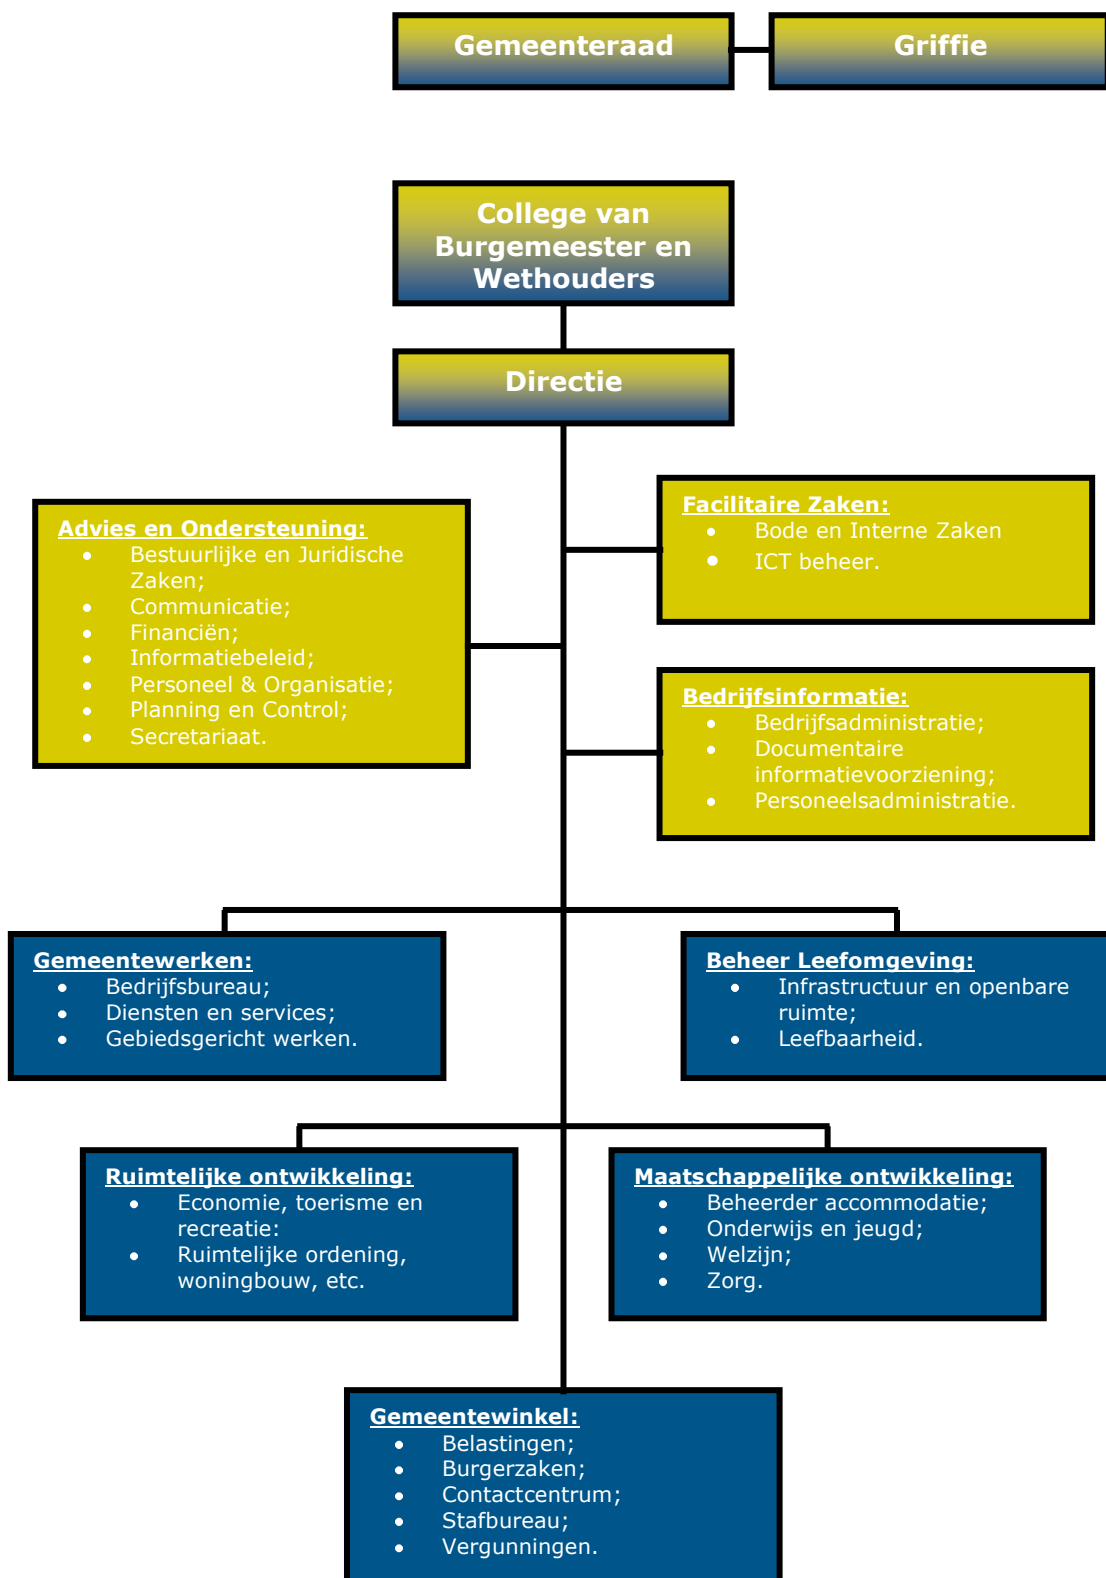 Gemeenteraad
Griffie
College van
Burgemeester en
Wethouders
Directie
Advies en Ondersteuning:
• Bestuurlijke en Juridische
Zaken;
• Communicatie;
• Financiën;
• Informatiebeleid;
• Personeel & Organisatie;
• Planning en Control;
• Secretariaat.
Facilitaire Zaken:
• Bode en Interne Zaken
• ICT beheer.
Bedrijfsinformatie:
• Bedrijfsadministratie;
• Documentaire
informatievoorziening;
• Personeelsadministratie.
Gemeentewerken:
• Bedrijfsbureau;
• Diensten en services;
• Gebiedsgericht werken.
Beheer Leefomgeving:
• Infrastructuur en openbare
ruimte;
• Leefbaarheid.
Ruimtelijke ontwikkeling:
• Economie, toerisme en
recreatie:
• Ruimtelijke ordening,
woningbouw, etc.
Maatschappelijke ontwikkeling:
• Beheerder accommodatie;
• Onderwijs en jeugd;
• Welzijn;
• Zorg.
Gemeentewinkel:
• Belastingen;
• Burgerzaken;
• Contactcentrum;
• Stafbureau;
• Vergunningen.